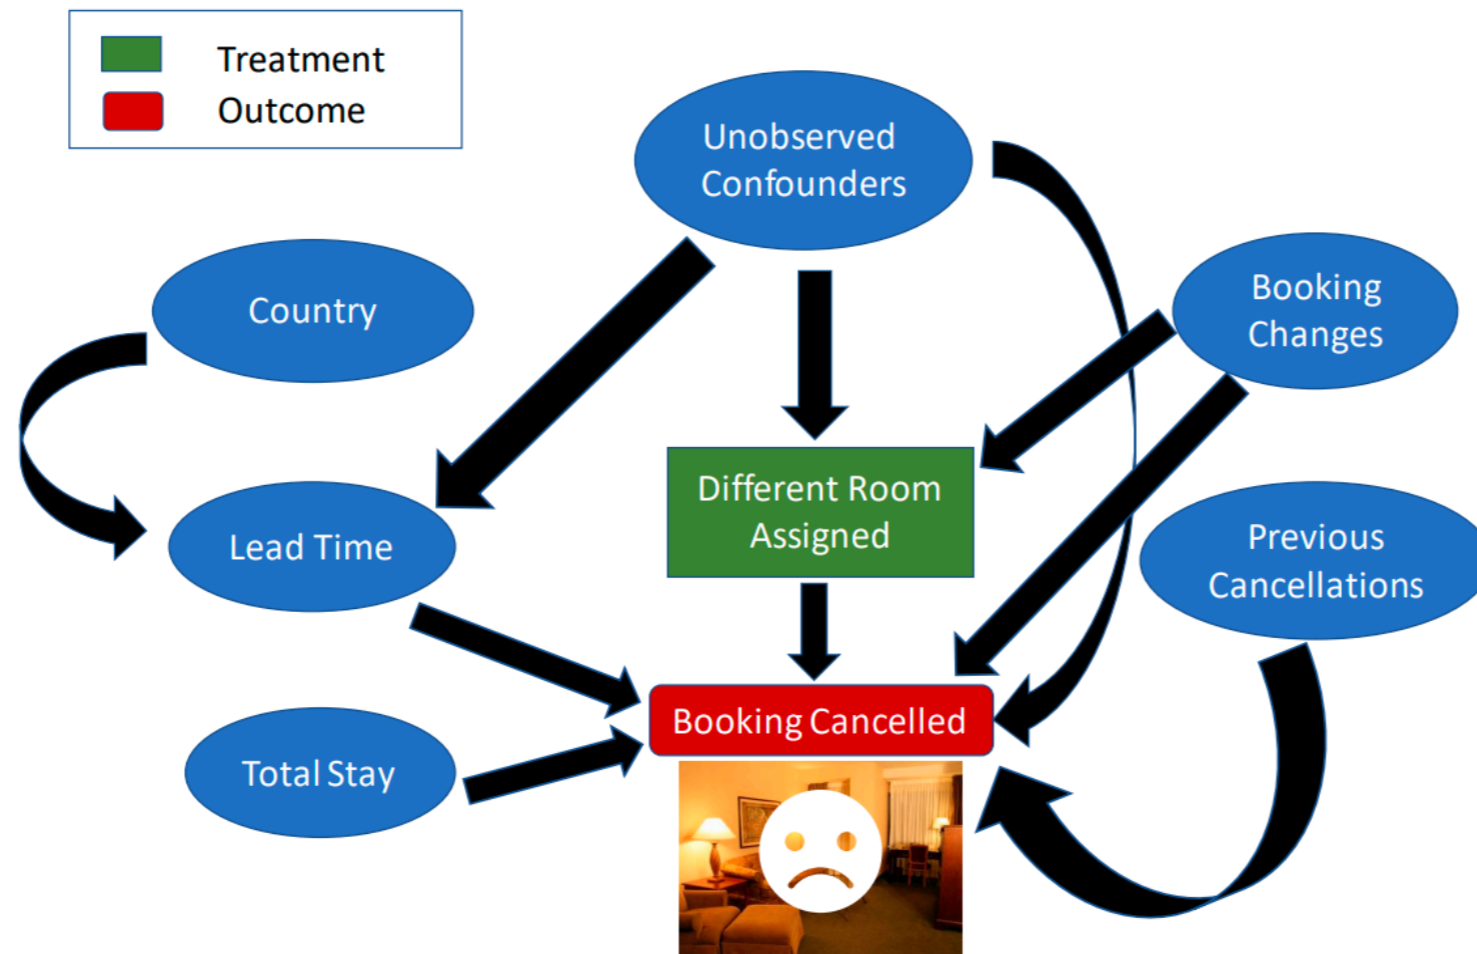 Treatment
Outcome
Unobserved
Confounders
Country
Booking
Changes
Different Room
Assigned
Lead Time
Previous
Cancellations
Booking Cancelled
Total Stay